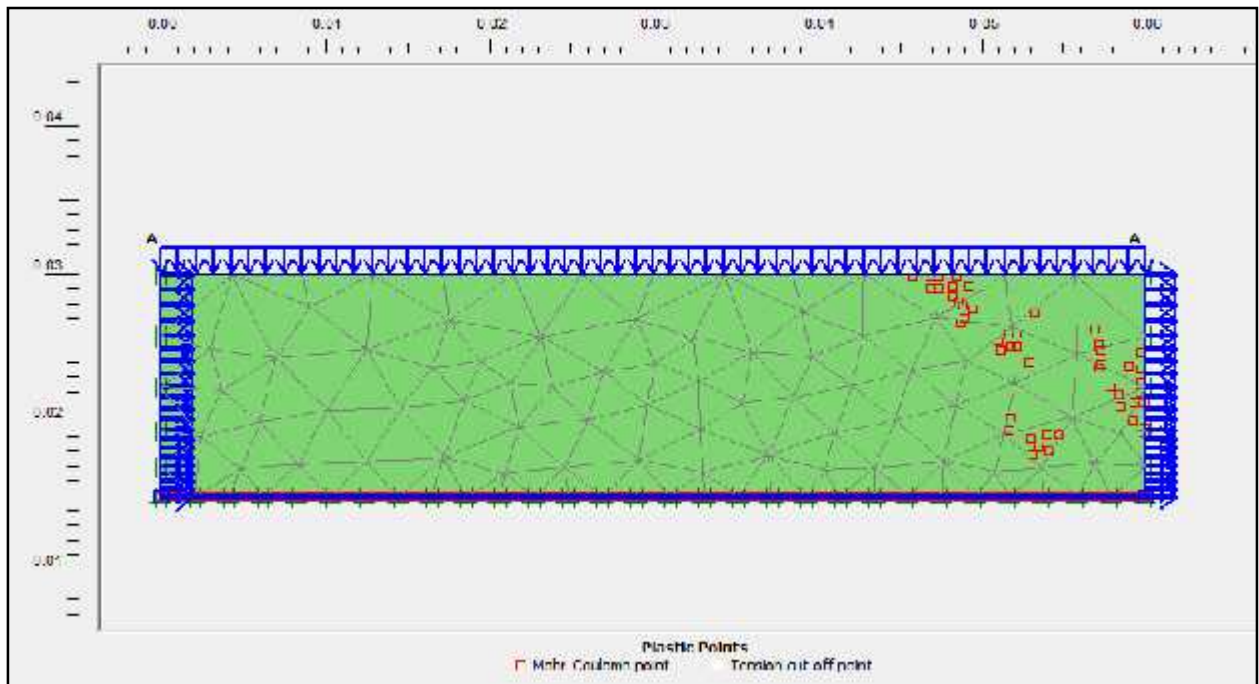 0.00 0.01 0.02 0.03 0.04 0.05 0.06
0.04
A A
0.03
0.02
0.01
Plastic Points
Mohr-Coulomb point Tension cut-off point